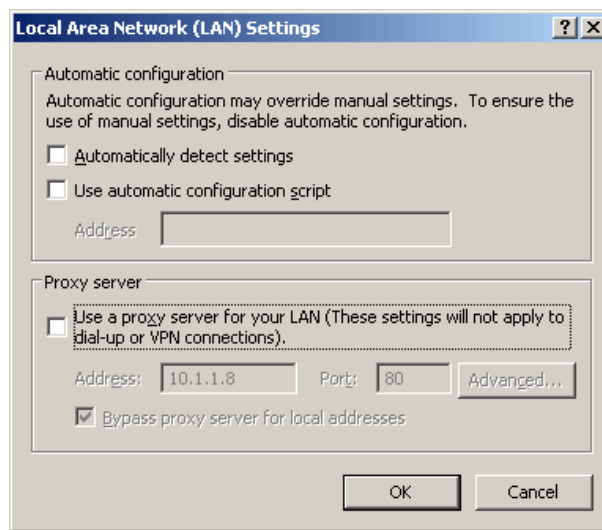 Local Area Network (LAN) Settings
Automatic configuration
Automatic configuration may override manual settings. To ensure the
use of manual settings, disable automatic configuration.
Automatically detect settings
Use automatic configuration script
Address
Proxy server
Use a proxy server for your LAN (These settings will not apply to
dial-up or VPN connections).
Address: 10.1.1.8 Port: 80 Advanced...
Bypass proxy server for local addresses
OK Cancel